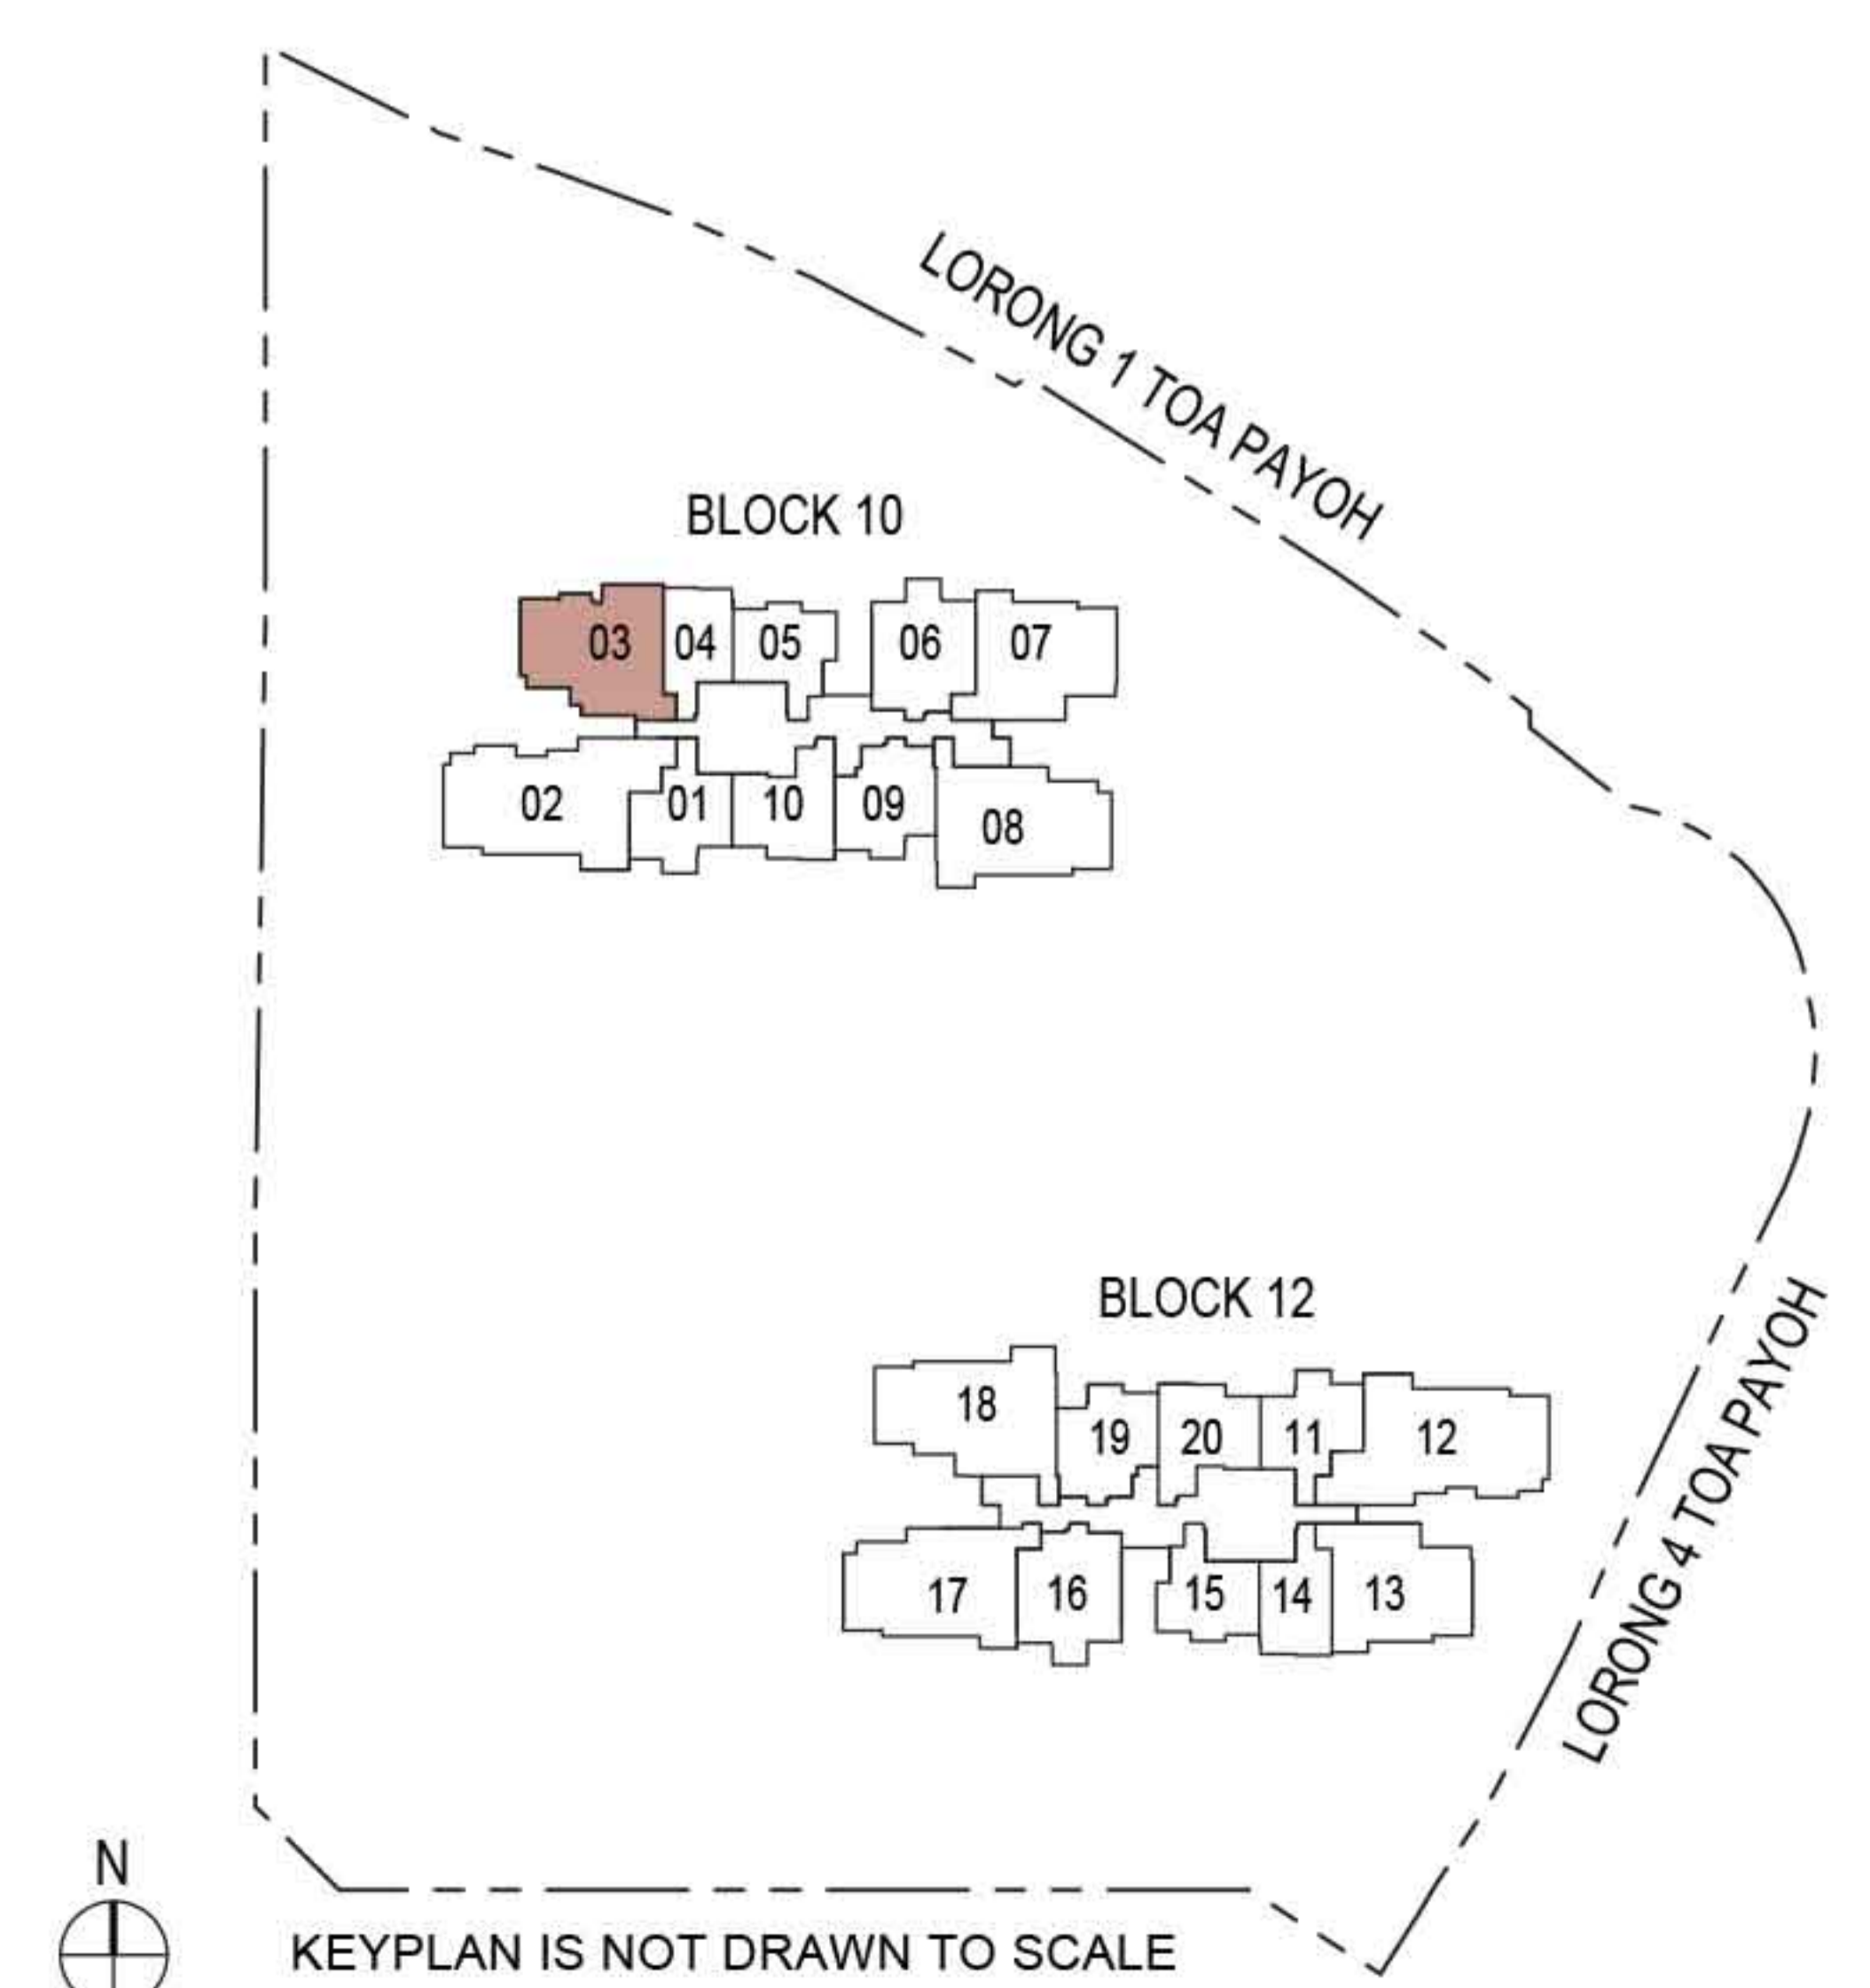 LORONG 1 TOA PAYOH
BLOCK 10
03 04 05 06 07
02 01 10 09 08
BLOCK 12
18 19 20 11 12
17 16 15 14 13
LORONG 4 TOA PAYOH
N
KEYPLAN IS NOT DRAWN TO SCALE